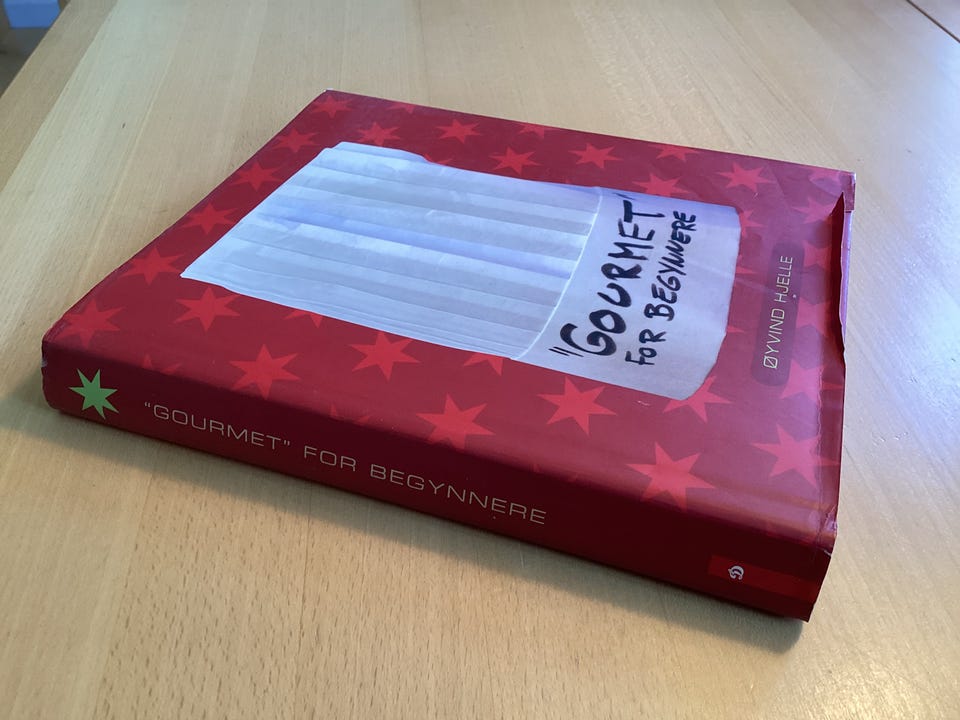 "GOURMET"
FOR BEGYNNERE
ØYVIND HJELLE
"GOURMET" FOR BEGYNNERE